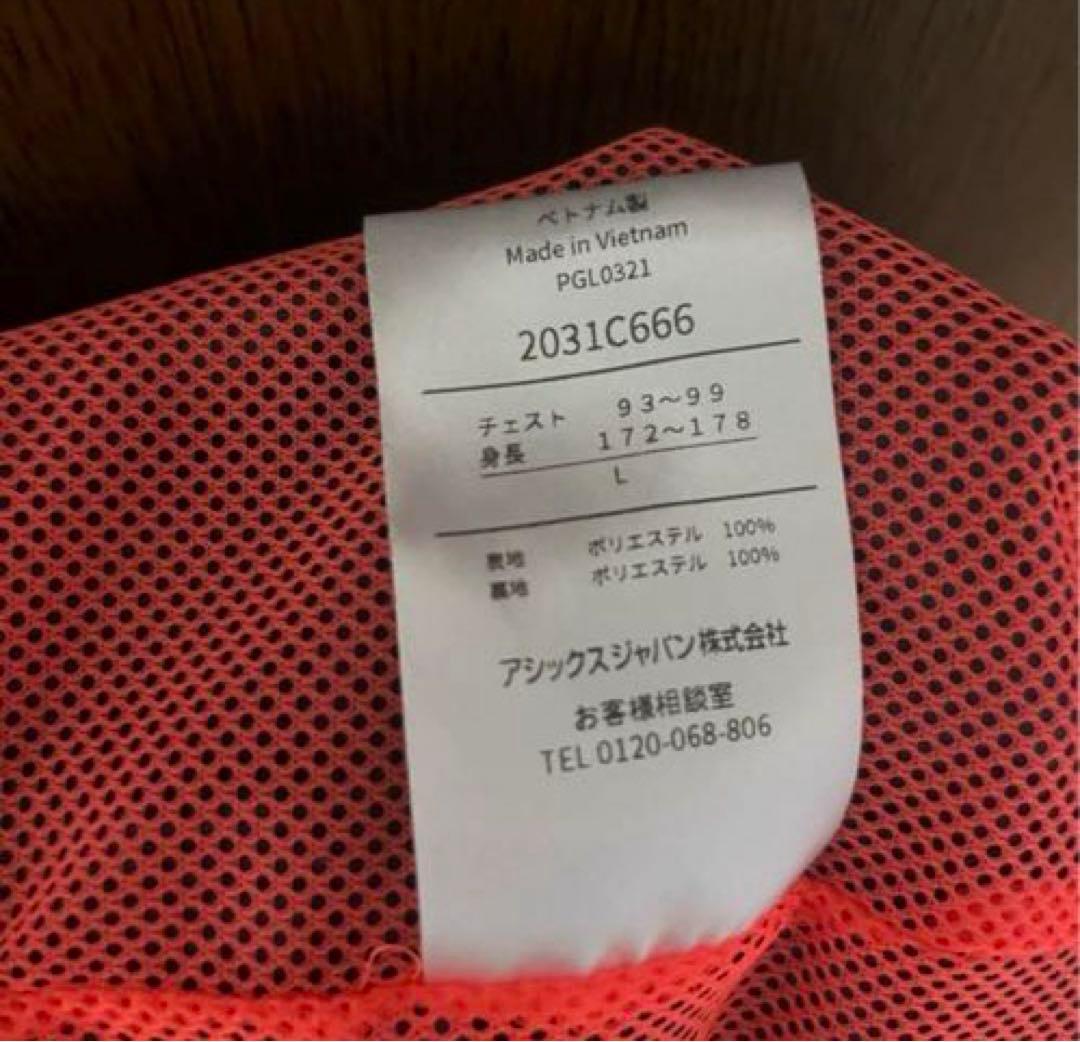 ベトナム製
Made in Vietnam
PGL0321
2031C666
チェスト 93～99
身長 172～178
L
表地 ポリエステル 100%
裏地 ポリエステル 100%
アシックスジャパン株式会社
お客様相談室
TEL 0120-068-806